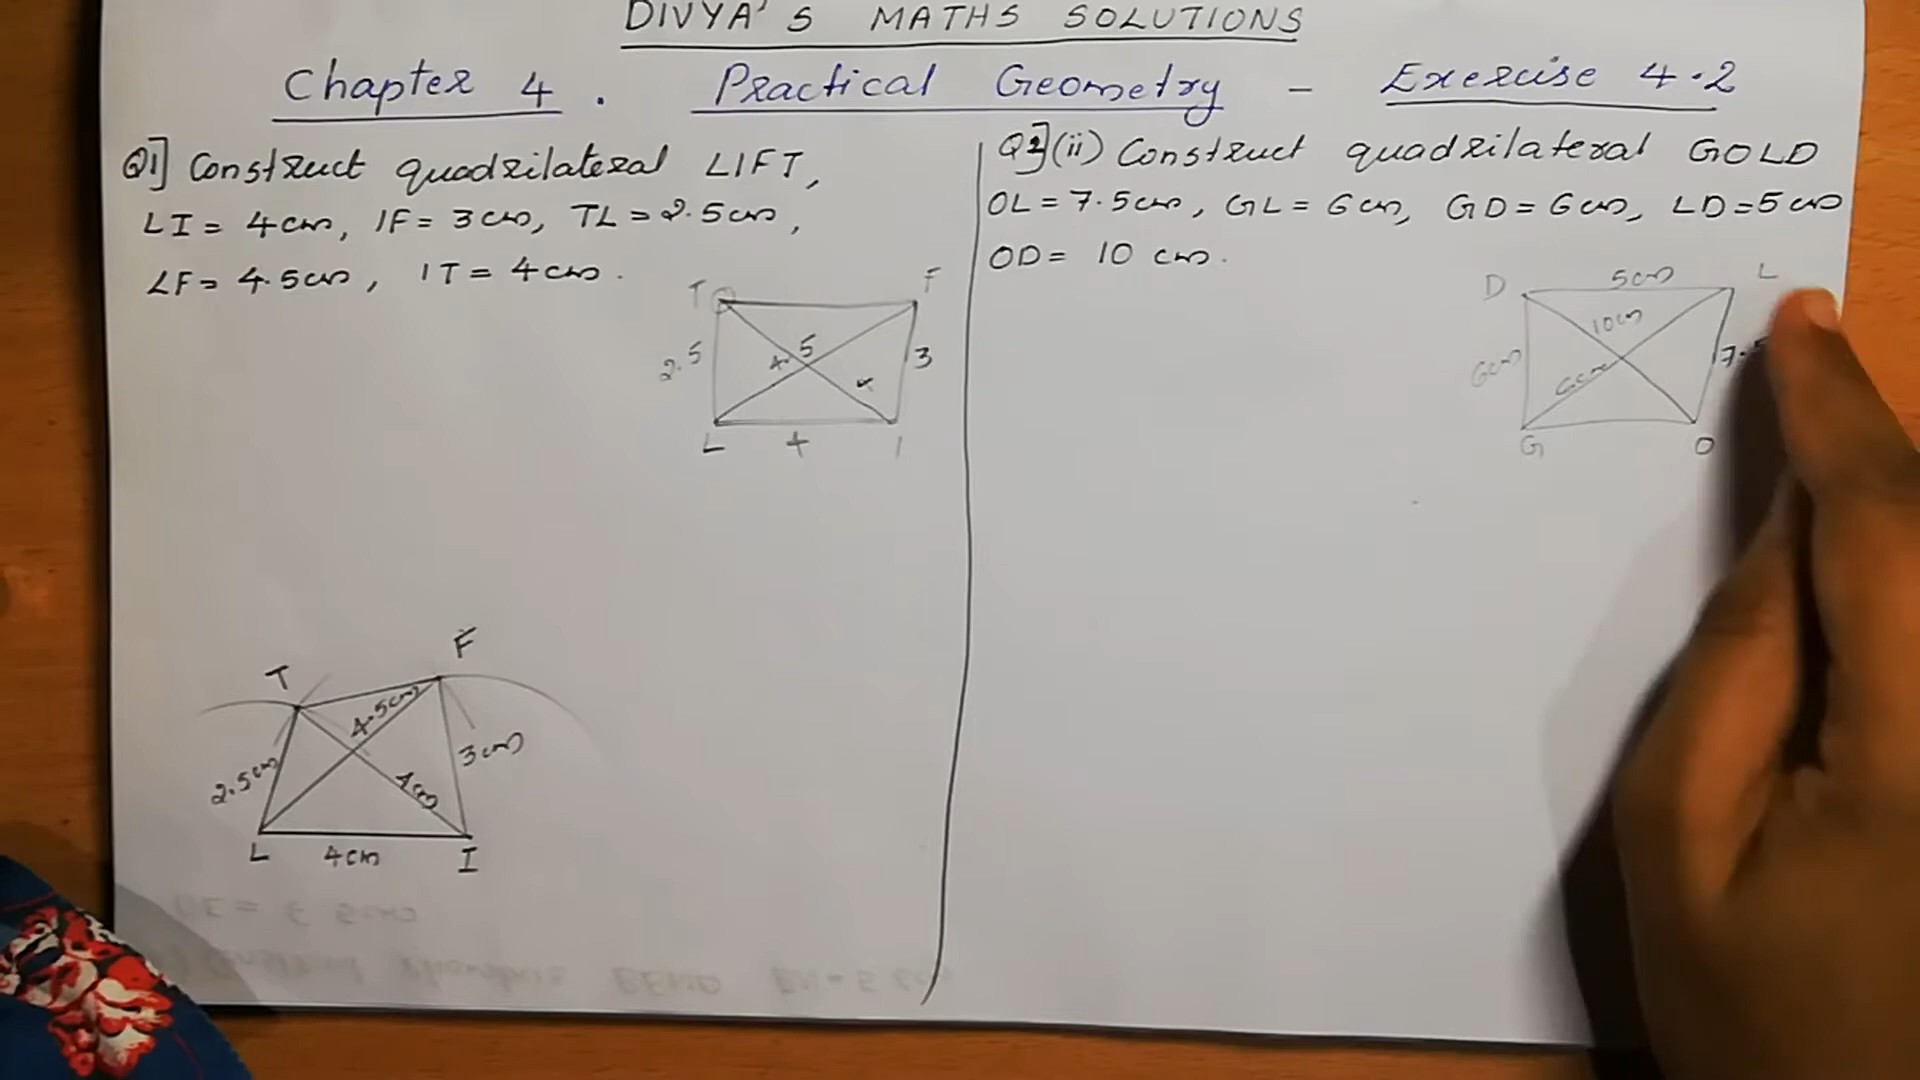 DIVYA'S MATHS SOLUTIONS
Chapter 4. Practical Geometry - Exercise 4.2
Q1] Construct quadrilateral LIFT,
LI = 4cm, IF = 3cm, TL = 2.5cm,
LF = 4.5cm, IT = 4cm.
T F
2.5 4.5 4 3
L 4 I
T F
2.5cm 4.5cm 4cm 3cm
L 4cm I
(ii) Construct quadrilateral GOLD
OL = 7.5cm, GL = 6cm, GD = 6cm, LD = 5cm
OD = 10 cm.
D 5cm L
10cm
6cm 6cm
G O